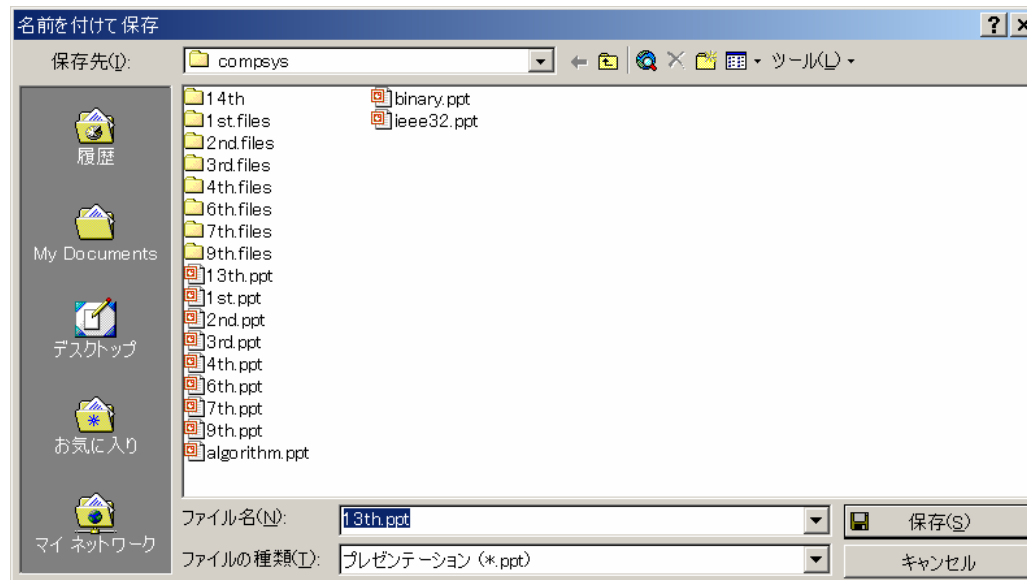 名前を付けて保存
保存先(I):
compsys
ツール(L)
履歴
My Documents
デスクトップ
お気に入り
マイ ネットワーク
14th
1st.files
2nd.files
3rd.files
4th.files
6th.files
7th.files
9th.files
13th.ppt
1st.ppt
2nd.ppt
3rd.ppt
4th.ppt
6th.ppt
7th.ppt
9th.ppt
algorithm.ppt
binary.ppt
ieee32.ppt
ファイル名(N):
13th.ppt
保存(S)
ファイルの種類(T):
プレゼンテーション (*.ppt)
キャンセル